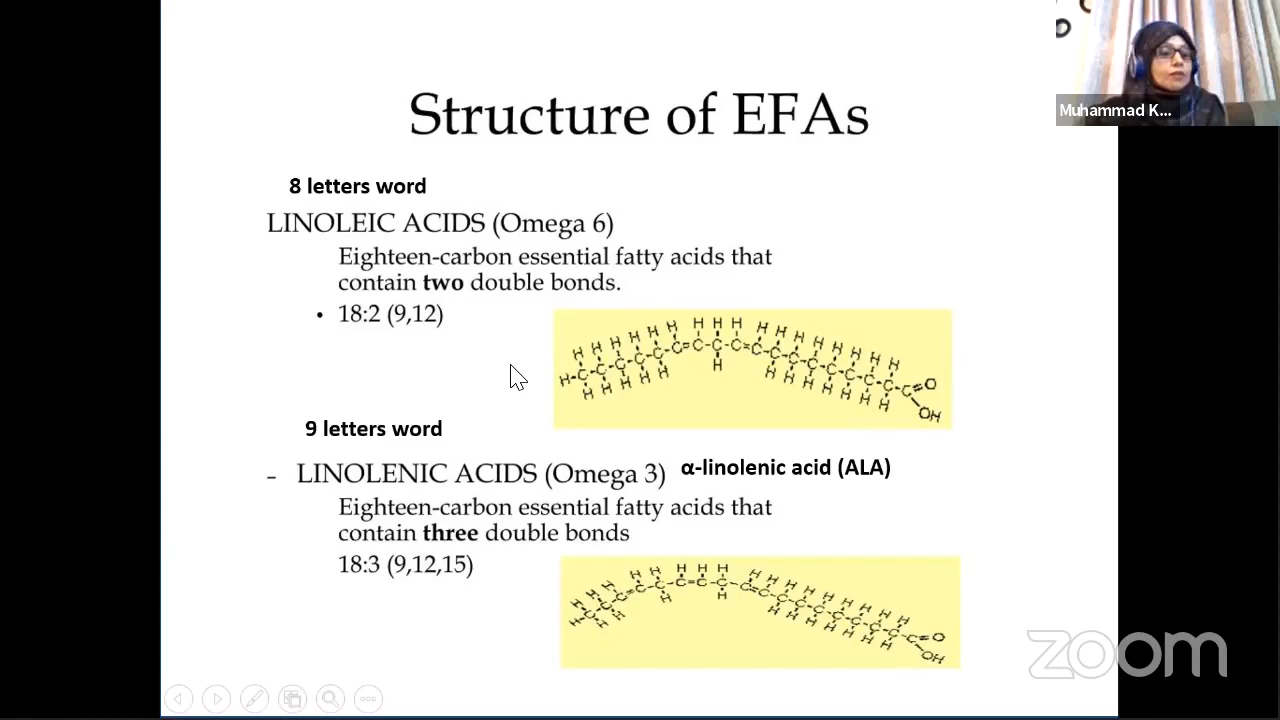 Structure of EFAs
Muhammad K...
8 letters word
LINOLEIC ACIDS (Omega 6)
Eighteen-carbon essential fatty acids that
contain two double bonds.
• 18:2 (9,12)
9 letters word
- LINOLENIC ACIDS (Omega 3) α-linolenic acid (ALA)
Eighteen-carbon essential fatty acids that
contain three double bonds
18:3 (9,12,15)
zoom